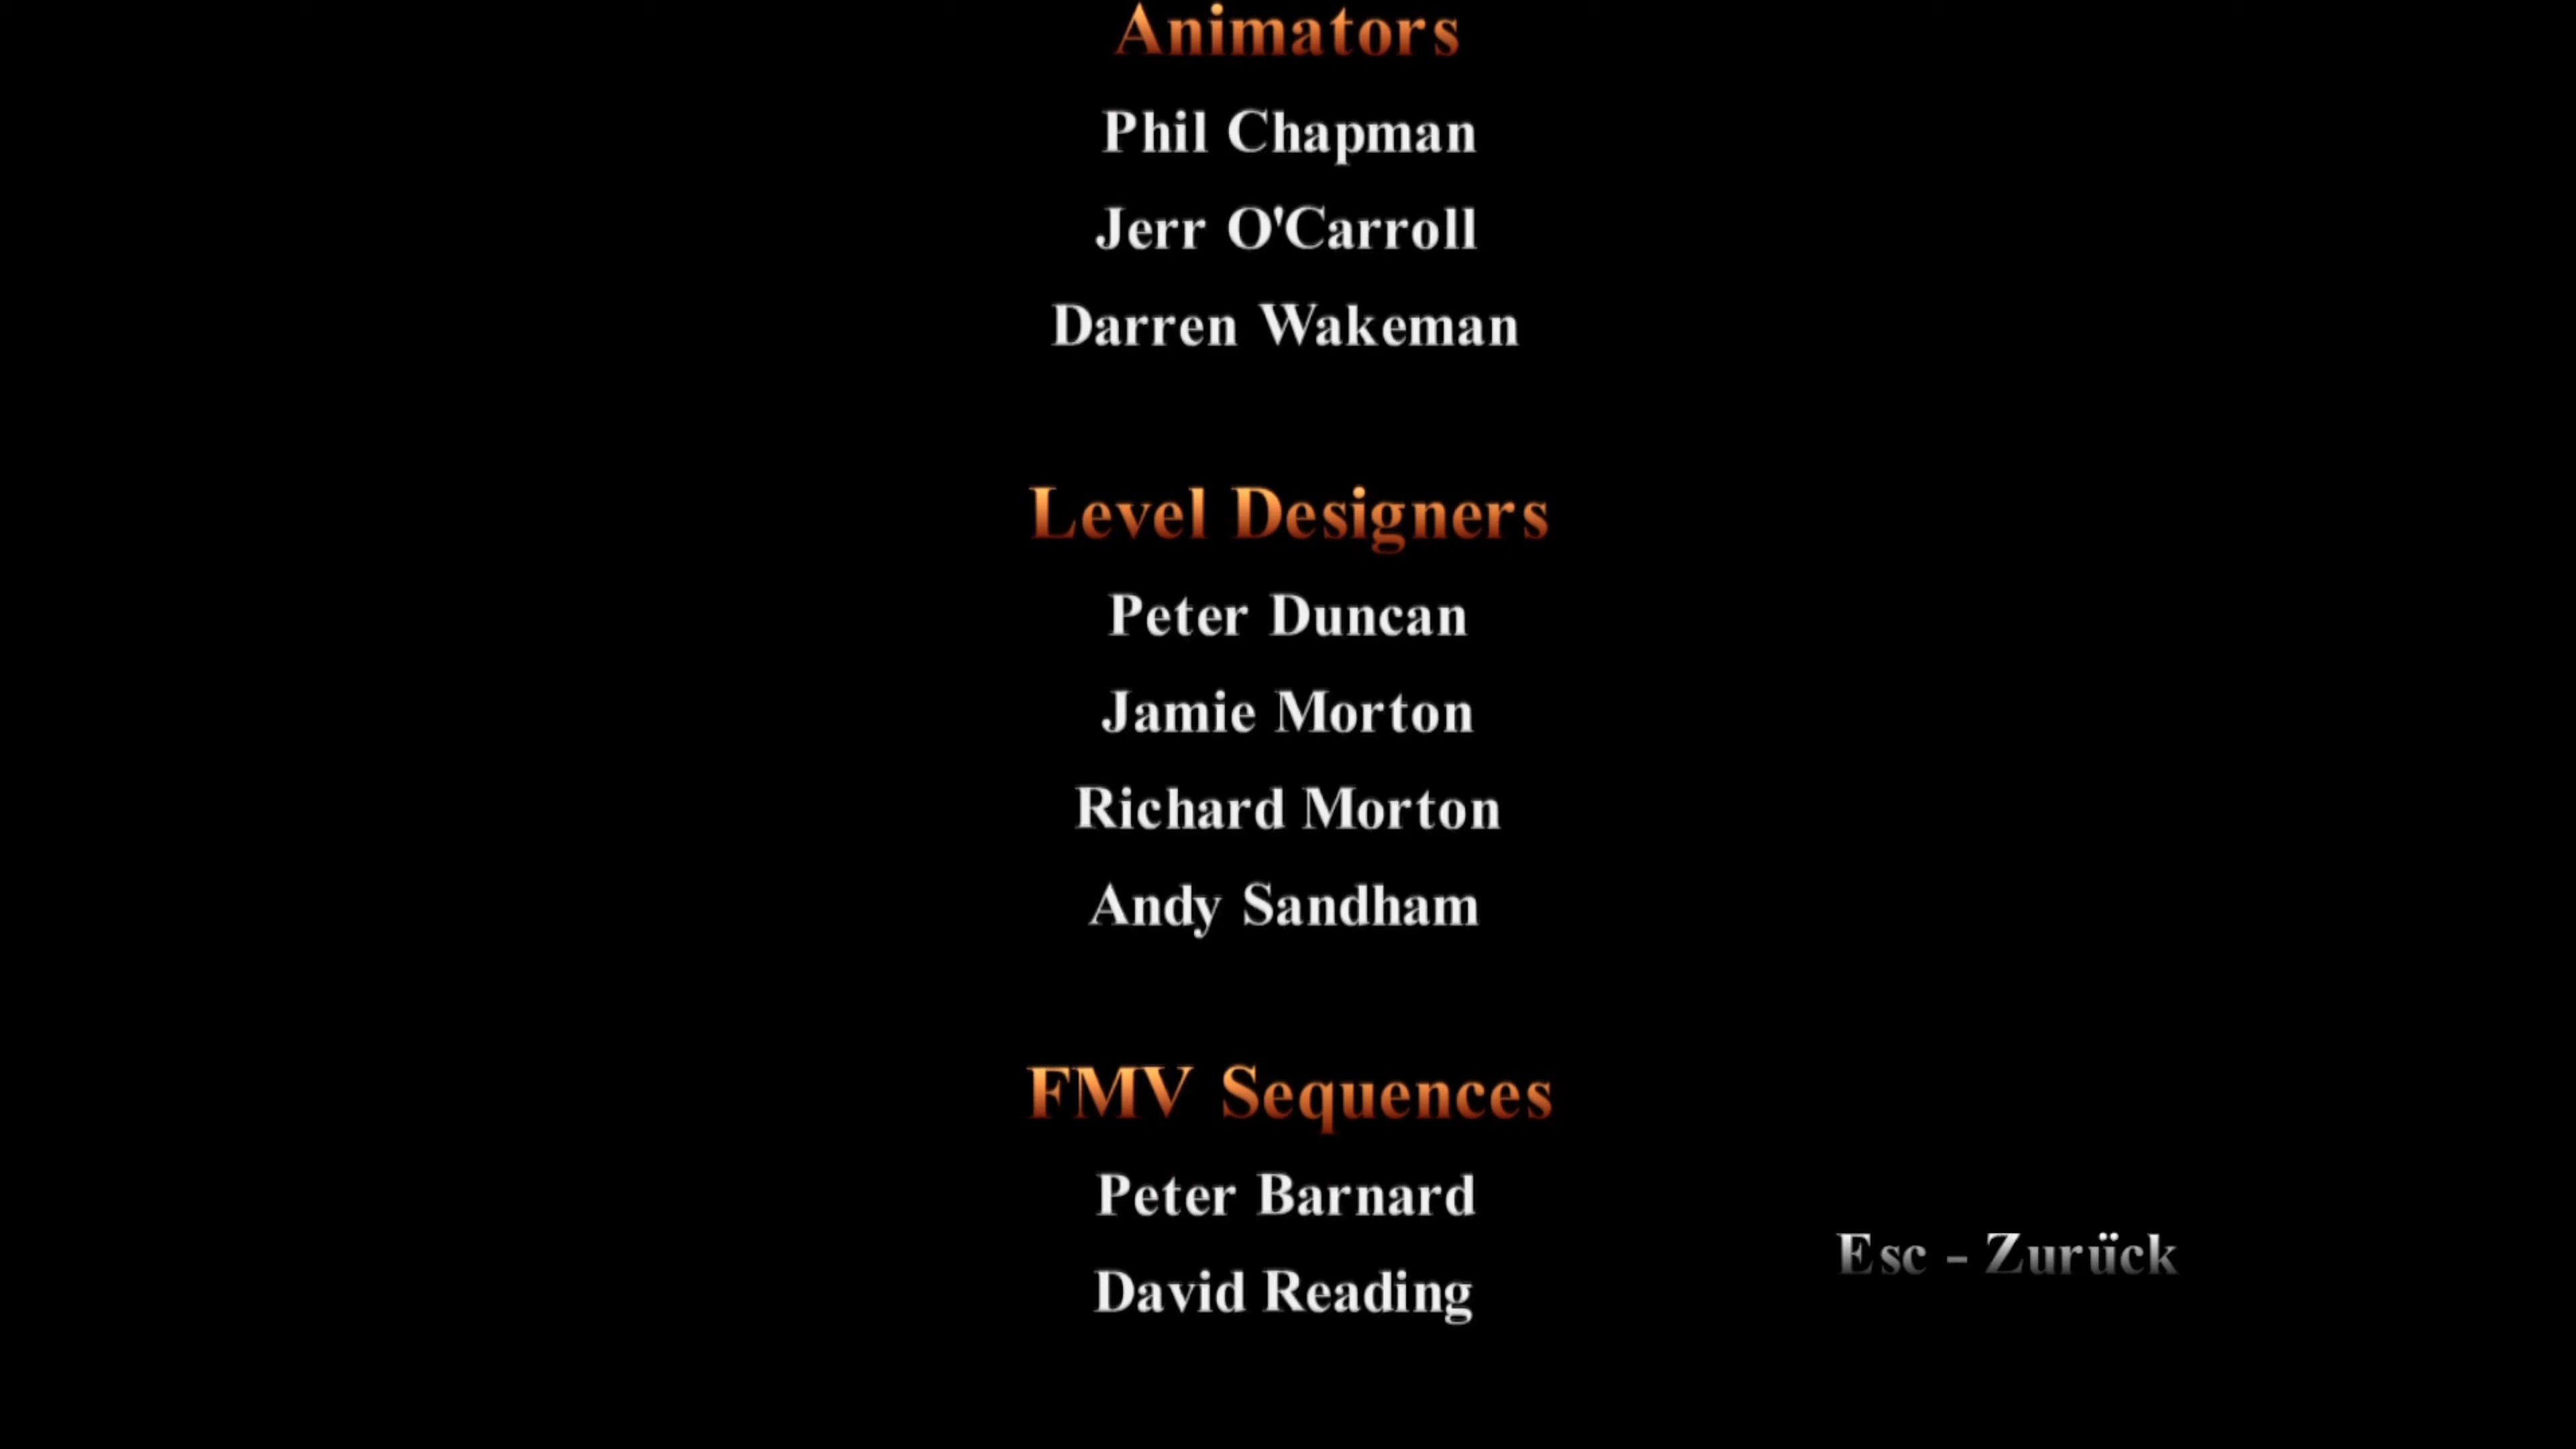 Animators
Phil Chapman
Jerr O'Carroll
Darren Wakeman
Level Designers
Peter Duncan
Jamie Morton
Richard Morton
Andy Sandham
FMV Sequences
Peter Barnard
David Reading
Esc - Zurück